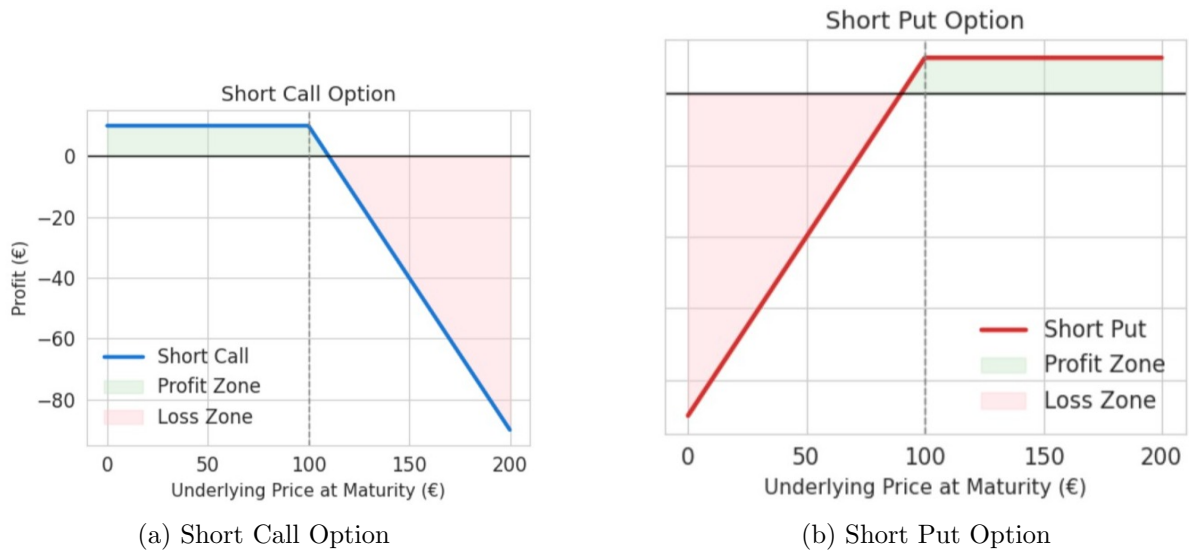 Short Call Option
Profit (€)
0
−20
−40
−60
−80
Short Call
Profit Zone
Loss Zone
0 50 100 150 200
Underlying Price at Maturity (€)
(a) Short Call Option
Short Put Option
Short Put
Profit Zone
Loss Zone
0 50 100 150 200
Underlying Price at Maturity (€)
(b) Short Put Option